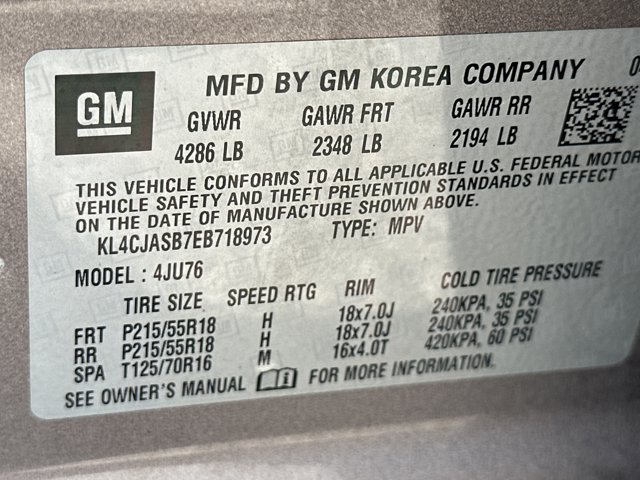 GM
MFD BY GM KOREA COMPANY 0
GVWR GAWR FRT GAWR RR
4286 LB 2348 LB 2194 LB
THIS VEHICLE CONFORMS TO ALL APPLICABLE U.S. FEDERAL MOTOR
VEHICLE SAFETY AND THEFT PREVENTION STANDARDS IN EFFECT
ON THE DATE OF MANUFACTURE SHOWN ABOVE.
KL4CJASB7EB718973 TYPE: MPV
MODEL : 4JU76
TIRE SIZE SPEED RTG RIM COLD TIRE PRESSURE
FRT P215/55R18 H 18x7.0J 240KPA, 35 PSI
RR P215/55R18 H 18x7.0J 240KPA, 35 PSI
SPA T125/70R16 M 16x4.0T 420KPA, 60 PSI
SEE OWNER'S MANUAL FOR MORE INFORMATION.